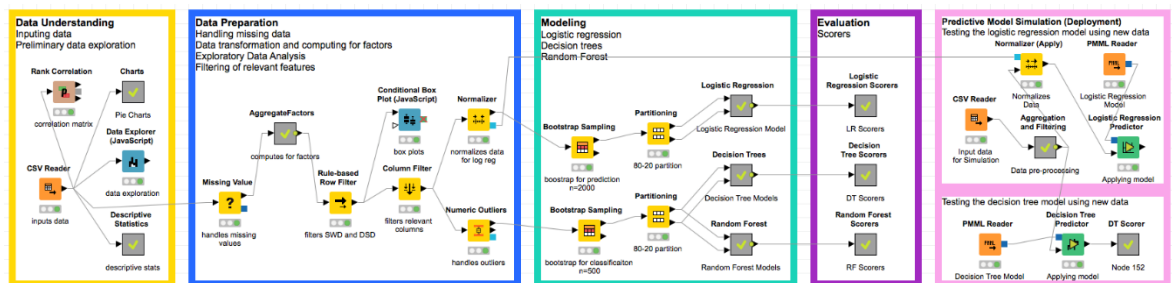 Data Understanding
Inputing data
Preliminary data exploration
Rank Correlation
correlation matrix
Charts
Pie Charts
Data Explorer
(JavaScript)
data exploration
CSV Reader
inputs data
Descriptive
Statistics
descriptive stats
Data Preparation
Handling missing data
Data transformation and computing for factors
Exploratory Data Analysis
Filtering of relevant features
Missing Value
handles missing
values
AggregateFactors
computes for factors
Rule-based
Row Filter
filters SWD and DSD
Conditional Box
Plot (JavaScript)
box plots
Column Filter
filters relevant
columns
Normalizer
normalizes data
for log reg
Numeric Outliers
handles outliers
Modeling
Logistic regression
Decision trees
Random Forest
Bootstrap Sampling
boostrap for prediction
n=2000
Partitioning
80-20 partition
Logistic Regression
Logistic Regression Model
Bootstrap Sampling
bootstrap for classificaiton
n=500
Partitioning
80-20 partition
Decision Trees
Decision Tree Models
Random Forest
Random Forest Models
Evaluation
Scorers
Logistic
Regression Scorers
LR Scorers
Decision
Tree Scorers
DT Scorers
Random Forest
Scorers
RF Scorers
Predictive Model Simulation (Deployment)
Testing the logistic regression model using new data
Normalizer (Apply)
Normalizes
Data
PMML Reader
PMML
Logistic Regression
Model
CSV Reader
Input data
for Simulation
Aggregation
and Filtering
Data pre-processing
Logistic Regression
Predictor
Applying model
Testing the decision tree model using new data
PMML Reader
PMML
Decision Tree Model
Decision Tree
Predictor
Applying model
DT Scorer
Node 152